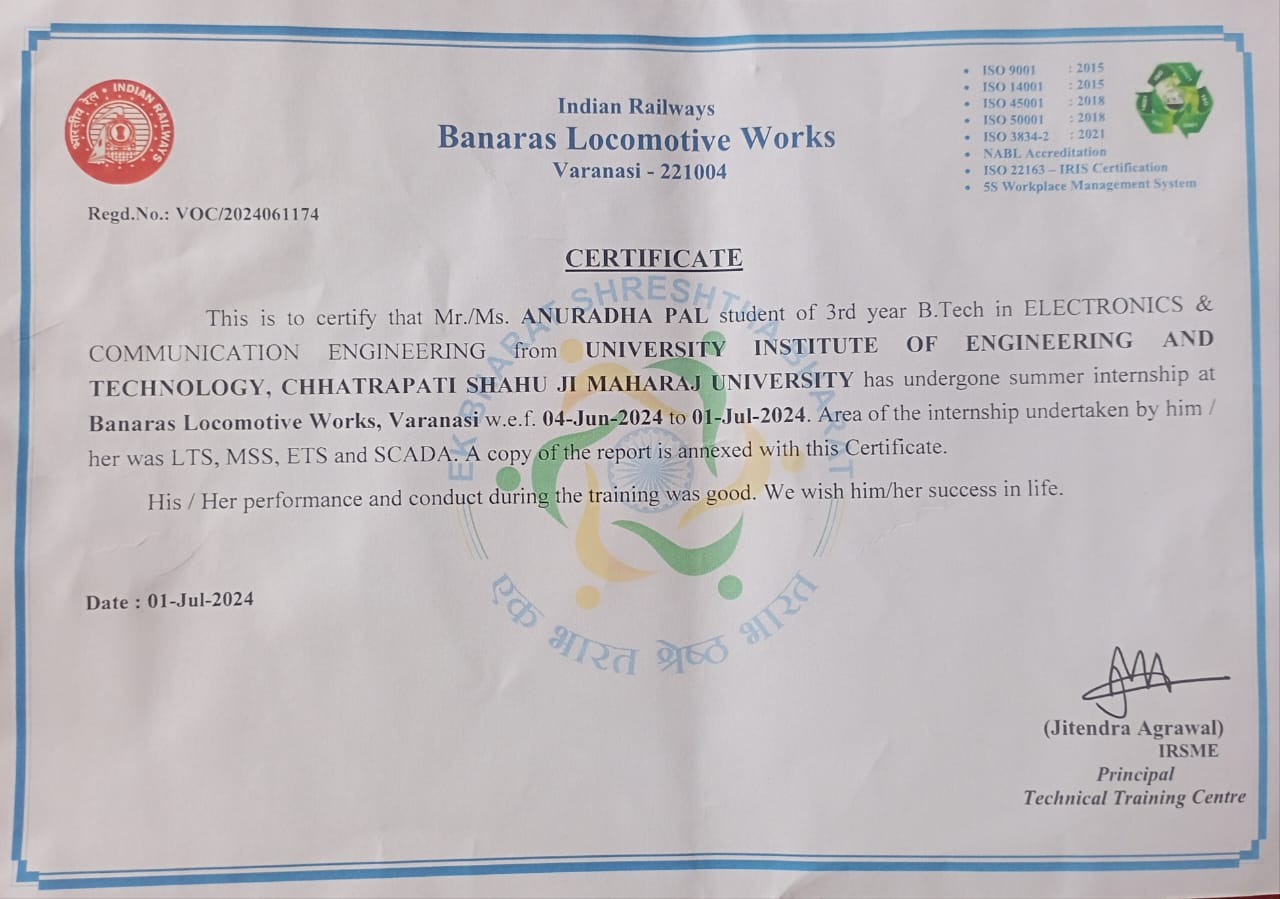 भारतीय रेल • INDIAN RAILWAYS
Indian Railways
Banaras Locomotive Works
Varanasi - 221004
• ISO 9001 : 2015
• ISO 14001 : 2015
• ISO 45001 : 2018
• ISO 50001 : 2018
• ISO 3834-2 : 2021
• NABL Accreditation
• ISO 22163 – IRIS Certification
• 5S Workplace Management System
Regd.No.: VOC/2024061174
CERTIFICATE
EK BHARAT SHRESHTHA BHARAT
This is to certify that Mr./Ms. ANURADHA PAL student of 3rd year B.Tech in ELECTRONICS &
COMMUNICATION ENGINEERING from UNIVERSITY INSTITUTE OF ENGINEERING AND
TECHNOLOGY, CHHATRAPATI SHAHU JI MAHARAJ UNIVERSITY has undergone summer internship at
Banaras Locomotive Works, Varanasi w.e.f. 04-Jun-2024 to 01-Jul-2024. Area of the internship undertaken by him /
her was LTS, MSS, ETS and SCADA. A copy of the report is annexed with this Certificate.
His / Her performance and conduct during the training was good. We wish him/her success in life.
एक भारत श्रेष्ठ भारत
Date : 01-Jul-2024
(Jitendra Agrawal)
IRSME
Principal
Technical Training Centre